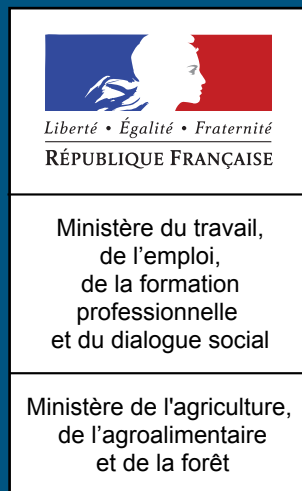 Liberté • Égalité • Fraternité
RÉPUBLIQUE FRANÇAISE
Ministère du travail,
de l’emploi,
de la formation
professionnelle
et du dialogue social
Ministère de l'agriculture,
de l’agroalimentaire
et de la forêt